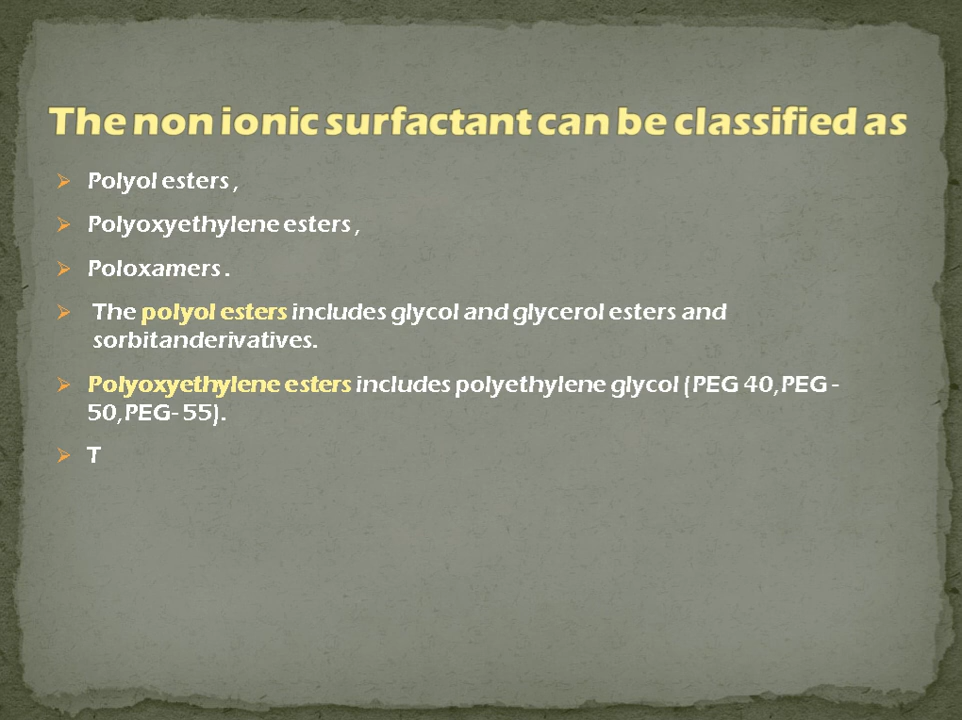 The non ionic surfactant can be classified as
Polyol esters ,
Polyoxyethylene esters ,
Poloxamers .
The polyol esters includes glycol and glycerol esters and
sorbitanderivatives.
Polyoxyethylene esters includes polyethylene glycol (PEG 40,PEG -
50,PEG- 55).
T